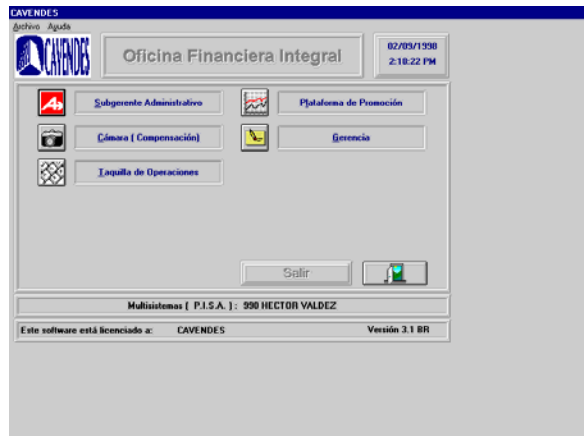 CAVENDES
Archivo Ayuda
CAVENDES
Oficina Financiera Integral
02/09/1998
2:18:22 PM
Subgerente Administrativo
Plataforma de Promoción
Cámara ( Compensación)
Gerencia
Taquilla de Operaciones
Salir
Multisistemas ( P.I.S.A. ) : 990 HECTOR VALDEZ
Este software está licenciado a: CAVENDES Versión 3.1 BR